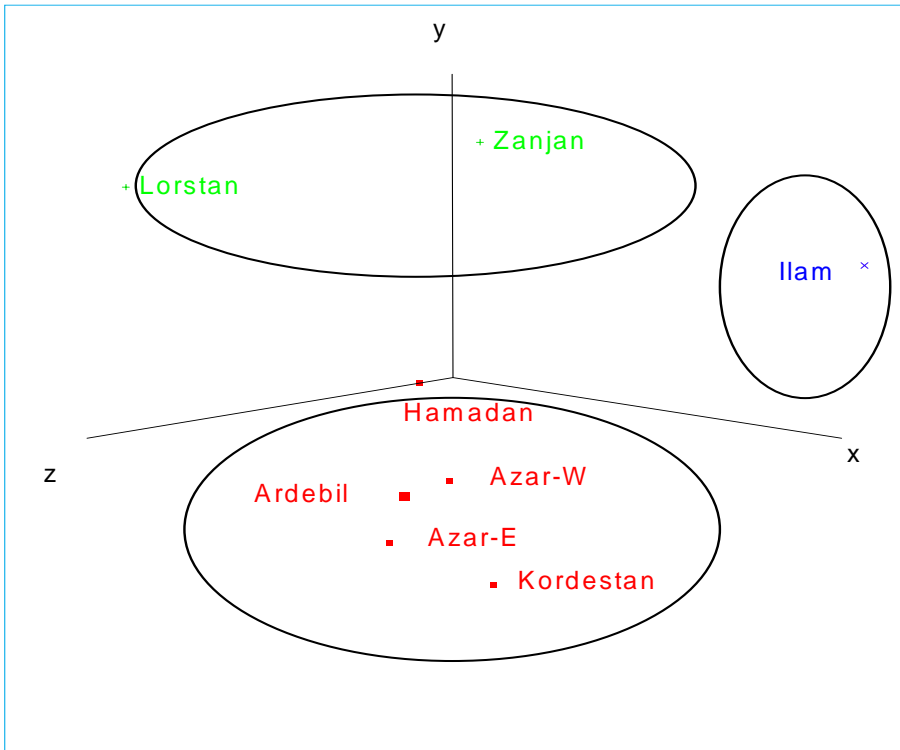 y
Zanjan
Lorstan
Ilam
Hamadan
x
z
Azar-W
Ardebil
Azar-E
Kordestan